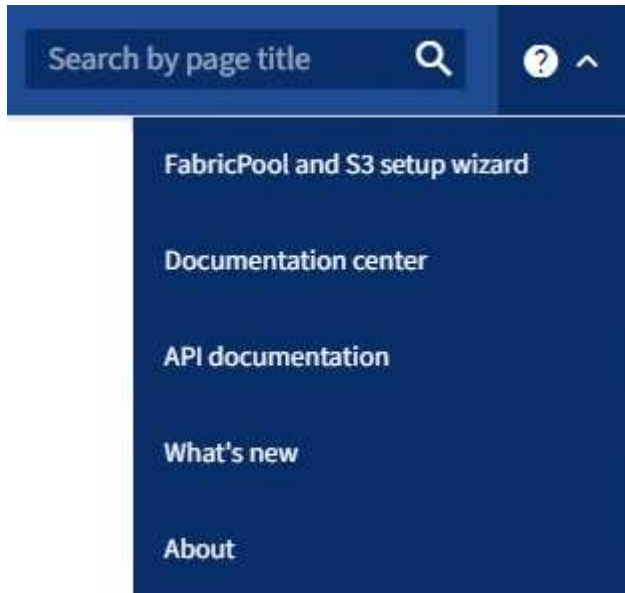 Search by page title
FabricPool and S3 setup wizard
Documentation center
API documentation
What's new
About